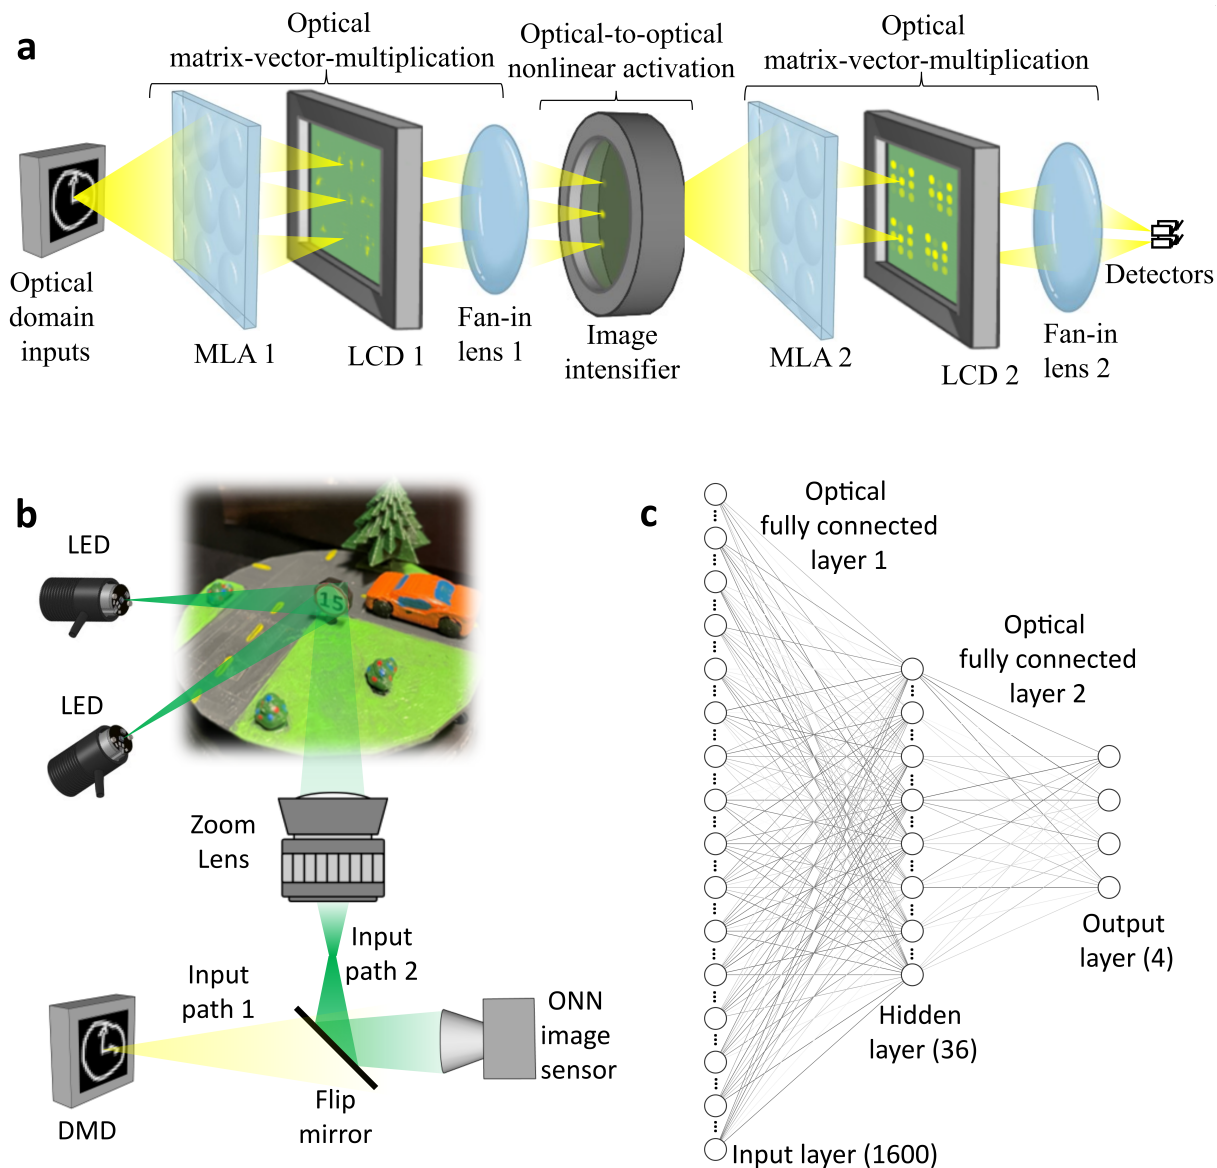 a
Optical
matrix-vector-multiplication
Optical-to-optical
nonlinear activation
Optical
matrix-vector-multiplication
Optical
domain
inputs
MLA 1
LCD 1
Fan-in
lens 1
Image
intensifier
MLA 2
LCD 2
Fan-in
lens 2
Detectors
b
LED
LED
15
Zoom
Lens
Input
path 1
Input
path 2
DMD
Flip
mirror
ONN
image
sensor
c
Optical
fully connected
layer 1
Optical
fully connected
layer 2
Output
layer (4)
Hidden
layer (36)
Input layer (1600)